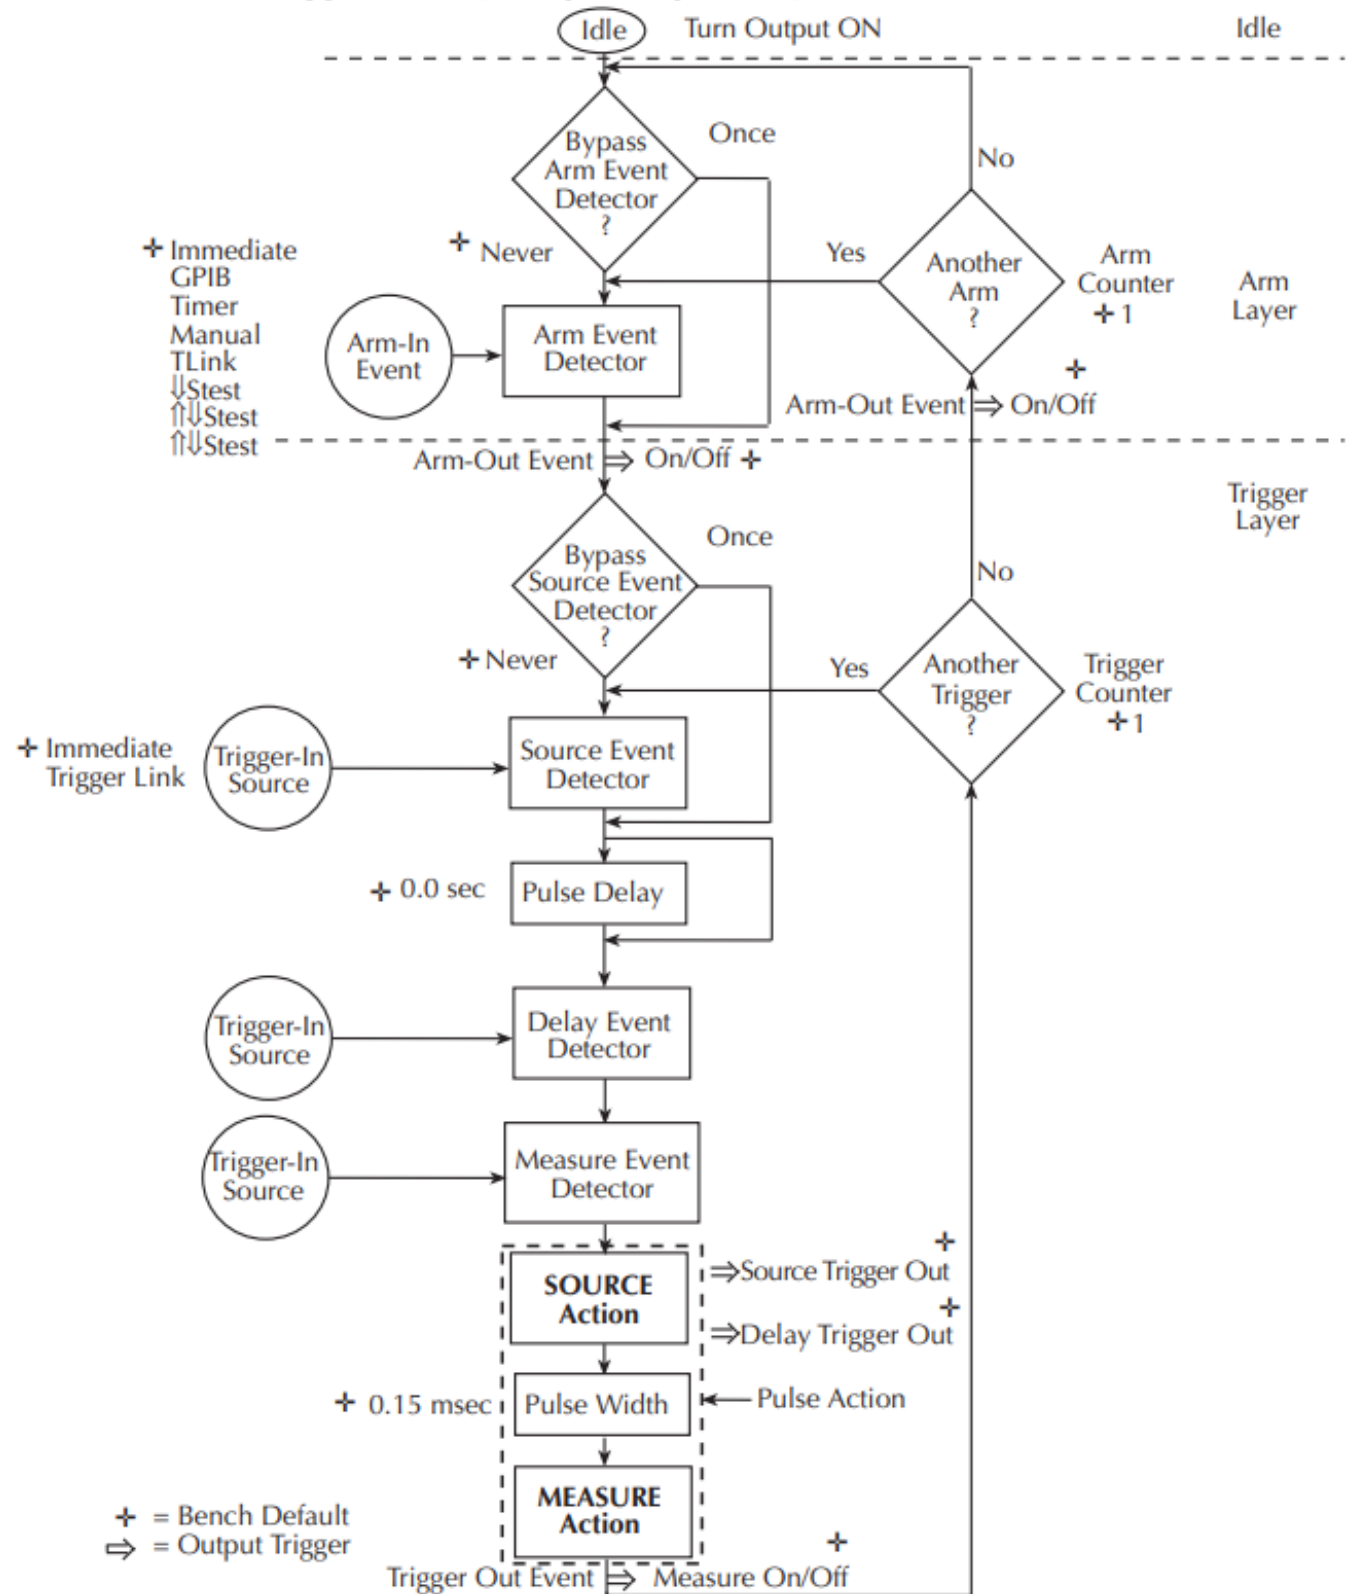 Idle
Turn Output ON
Idle
Bypass
Arm Event
Detector
?
Once
No
✛ Never
✛ Immediate
GPIB
Timer
Manual
TLink
⇓Stest
⇑⇓Stest
⇑⇓Stest
Arm-In
Event
Arm Event
Detector
Yes
Another
Arm
?
Arm
Counter
✛ 1
Arm
Layer
✛
Arm-Out Event ⇒ On/Off
Arm-Out Event ⇒ On/Off ✛
Trigger
Layer
Bypass
Source Event
Detector
?
Once
No
✛ Never
Yes
Another
Trigger
?
Trigger
Counter
✛ 1
✛ Immediate
Trigger Link
Trigger-In
Source
Source Event
Detector
✛ 0.0 sec
Pulse Delay
Trigger-In
Source
Delay Event
Detector
Trigger-In
Source
Measure Event
Detector
SOURCE
Action
✛
⇒Source Trigger Out
✛
⇒Delay Trigger Out
✛ 0.15 msec
Pulse Width
Pulse Action
MEASURE
Action
✛ = Bench Default
⇒ = Output Trigger
✛
Trigger Out Event ⇒ Measure On/Off